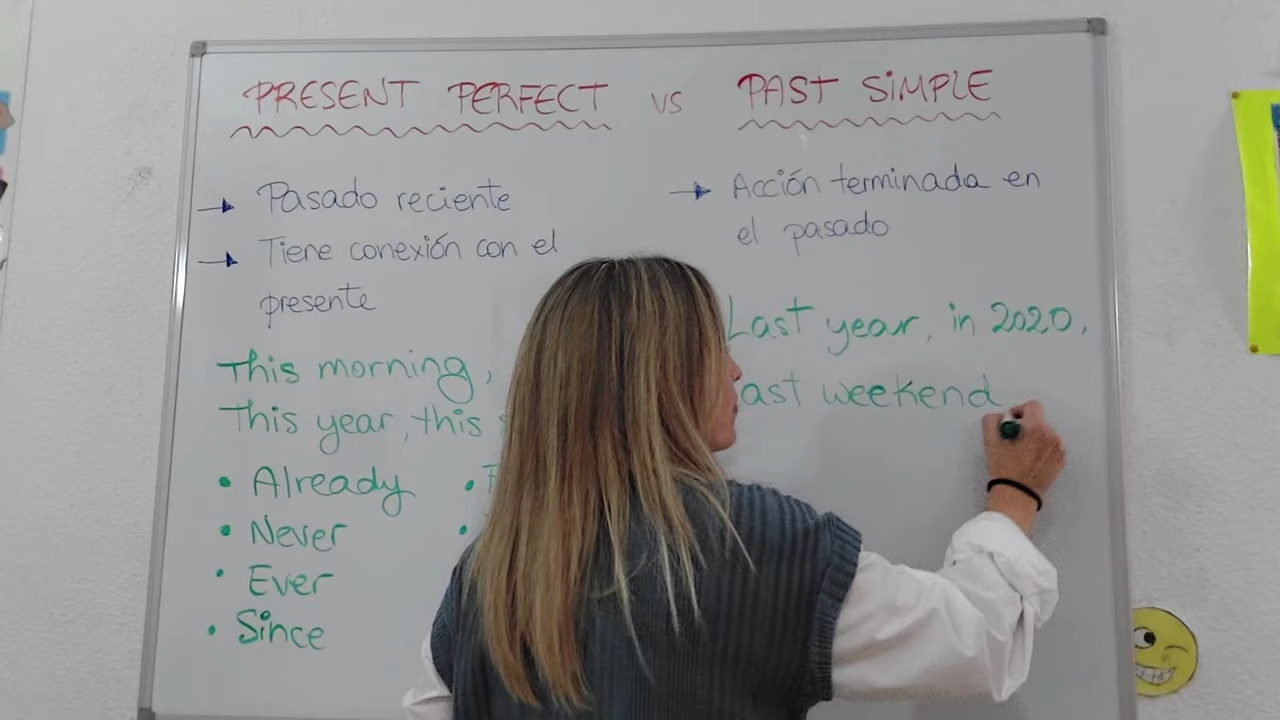 PRESENT PERFECT vs PAST SIMPLE
→ Pasado reciente
→ Tiene conexión con el
presente
This morning,
This year, this
• Already
• Never
• Ever
• Since
→ Acción terminada en
el pasado
Last year, in 2020,
weekend